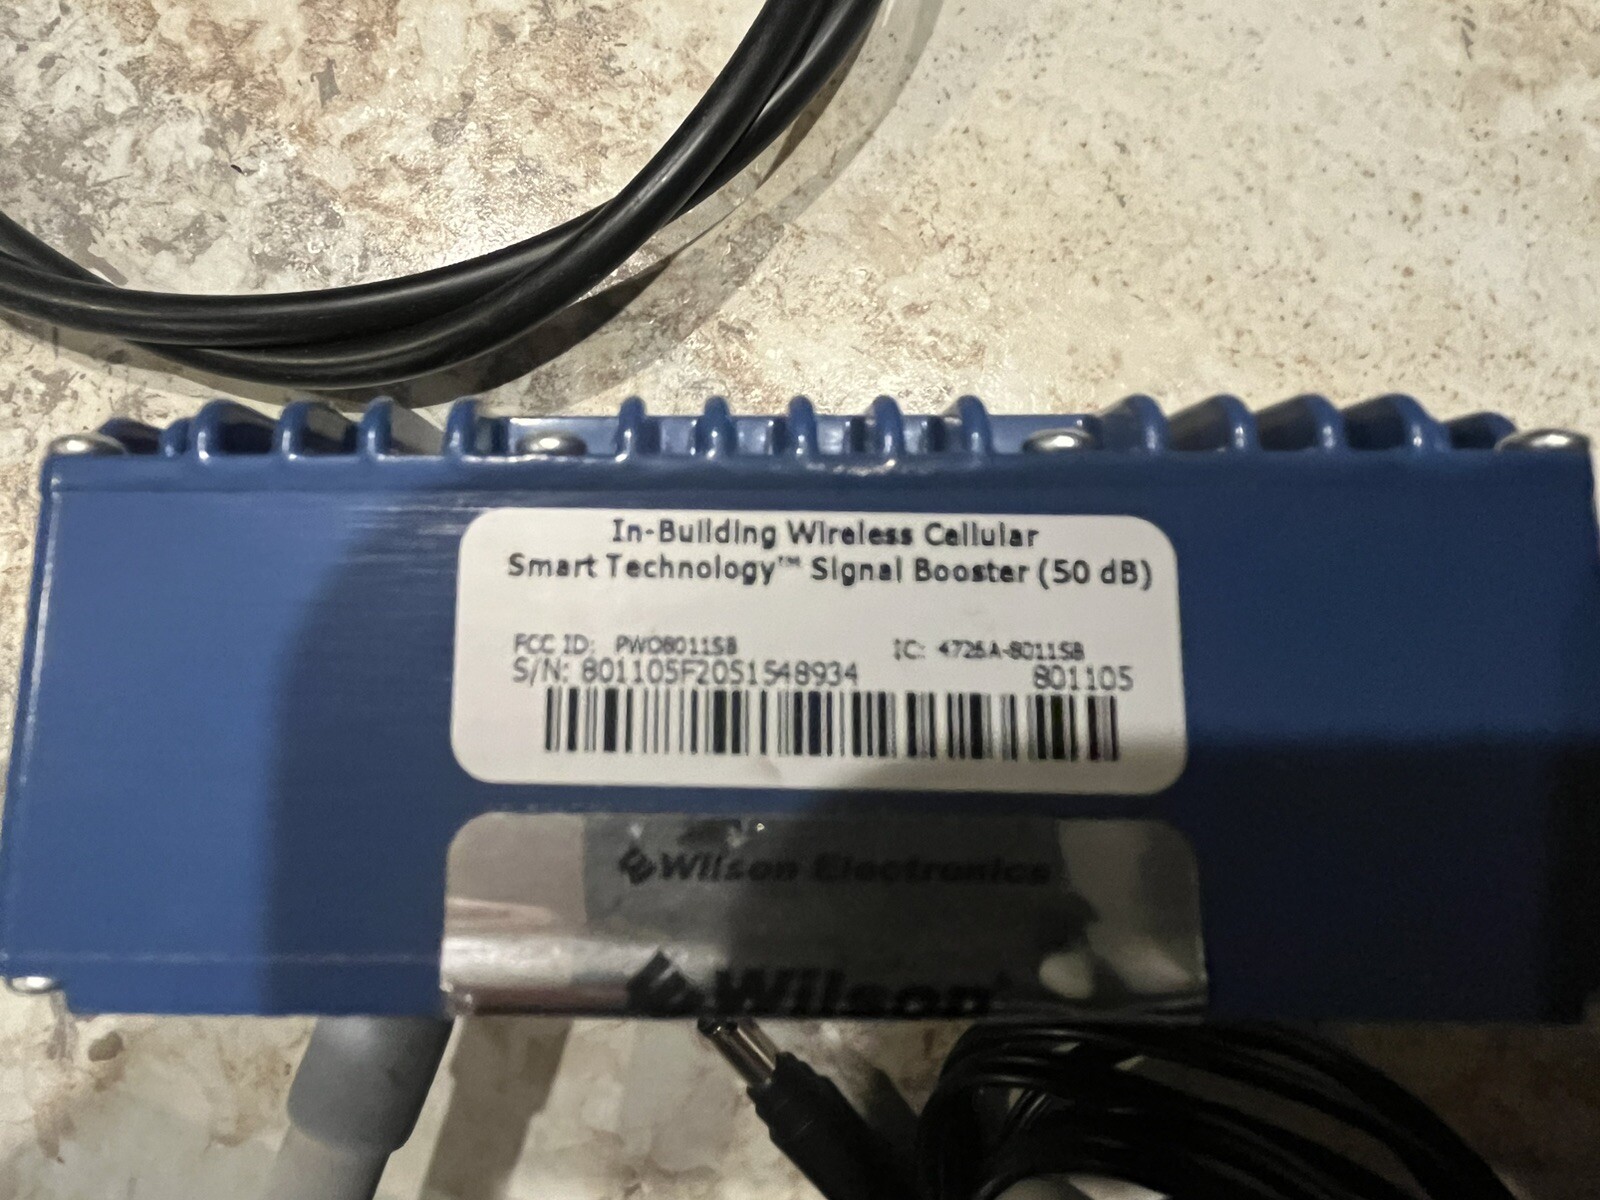 In-Building Wireless Cellular
Smart Technology™ Signal Booster (50 dB)
FCC ID: PWO8011SB IC: 4726A-8011SB
S/N: 801105F2051548934 801105
Wilson Electronics
Wilson®